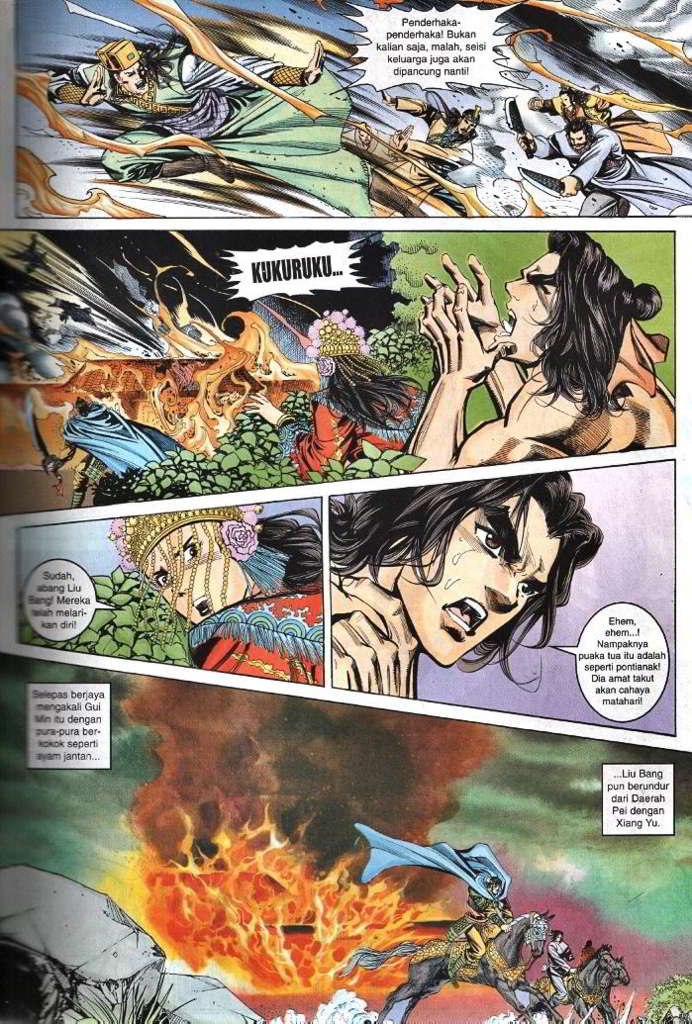 Penderhaka-
penderhaka! Bukan
kalian saja, malah, seisi
keluarga juga akan
dipancung nanti!
KUKURUKU...
Sudah,
abang Liu
Bang! Mereka
telah melari-
kan diri!
Ehem,
ehem...!
Nampaknya
puaka tua itu adalah
seperti pontianak!
Dia amat takut
akan cahaya
matahari!
Selepas berjaya
mengakali Gui
Min itu dengan
pura-pura ber-
kokok seperti
ayam jantan...
...Liu Bang
pun berundur
dari Daerah
Pei dengan
Xiang Yu.